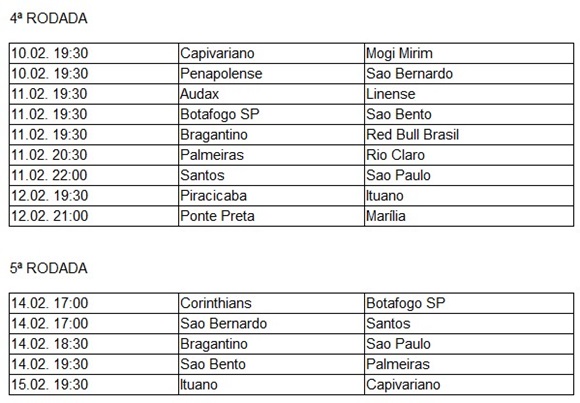 4ª RODADA
10.02. 19:30 Capivariano Mogi Mirim
10.02. 19:30 Penapolense Sao Bernardo
11.02. 19:30 Audax Linense
11.02. 19:30 Botafogo SP Sao Bento
11.02. 19:30 Bragantino Red Bull Brasil
11.02. 20:30 Palmeiras Rio Claro
11.02. 22:00 Santos Sao Paulo
12.02. 19:30 Piracicaba Ituano
12.02. 21:00 Ponte Preta Marília
5ª RODADA
14.02. 17:00 Corinthians Botafogo SP
14.02. 17:00 Sao Bernardo Santos
14.02. 18:30 Bragantino Sao Paulo
14.02. 19:30 Sao Bento Palmeiras
15.02. 19:30 Ituano Capivariano